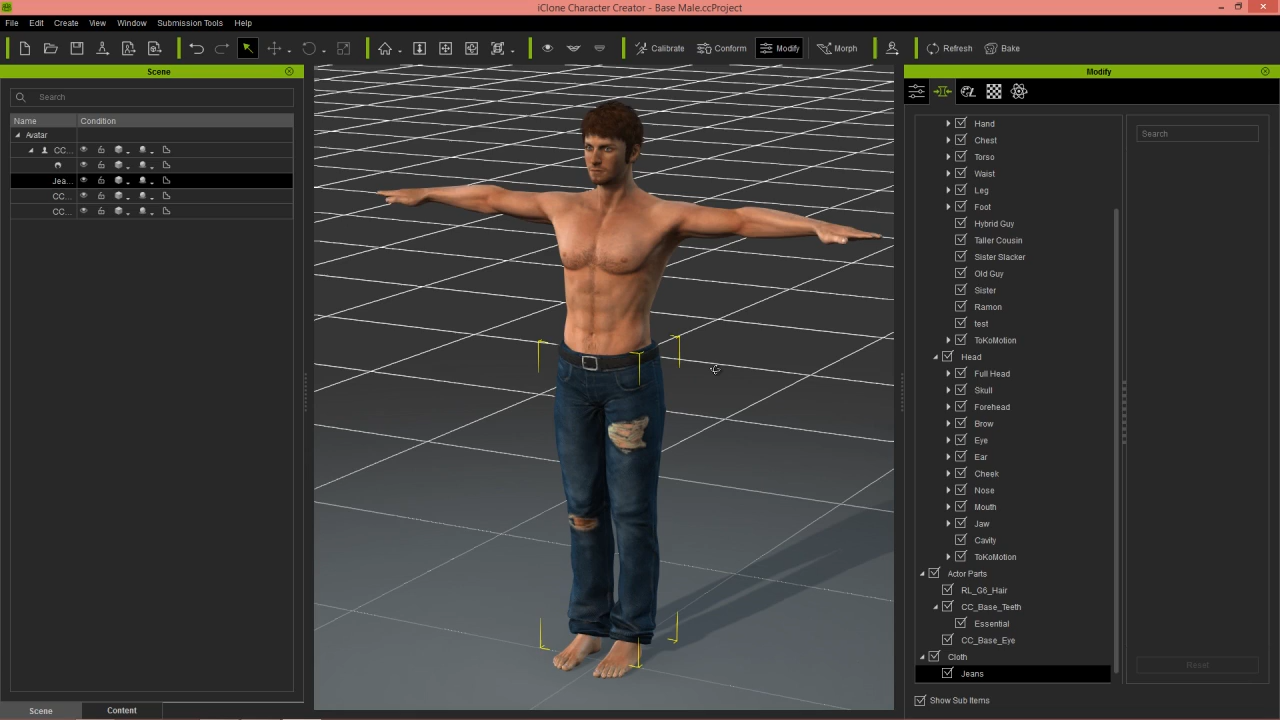 iClone Character Creator - Base Male.ccProject
File Edit Create View Window Submission Tools Help
Calibrate Conform Modify Morph Refresh Bake
Scene
Search
Name Condition
Avatar
CC...
Jea...
CC...
CC...
Scene Content
Modify
Hand
Chest
Torso
Waist
Leg
Foot
Hybrid Guy
Taller Cousin
Sister Slacker
Old Guy
Sister
Ramon
test
ToKoMotion
Head
Full Head
Skull
Forehead
Brow
Eye
Ear
Cheek
Nose
Mouth
Jaw
Cavity
ToKoMotion
Actor Parts
RL_G6_Hair
CC_Base_Teeth
Essential
CC_Base_Eye
Cloth
Jeans
Show Sub Items
Search
Reset